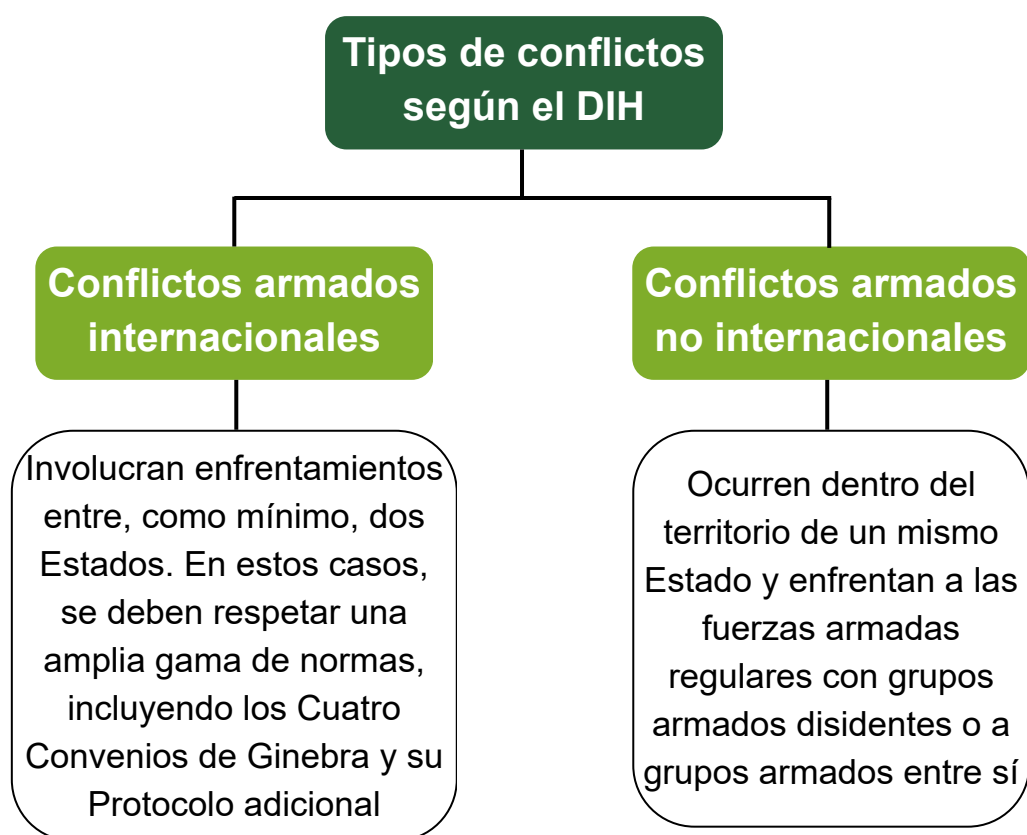 Tipos de conflictos
según el DIH
Conflictos armados
internacionales
Conflictos armados
no internacionales
Involucran enfrentamientos
entre, como mínimo, dos
Estados. En estos casos,
se deben respetar una
amplia gama de normas,
incluyendo los Cuatro
Convenios de Ginebra y su
Protocolo adicional
Ocurren dentro del
territorio de un mismo
Estado y enfrentan a las
fuerzas armadas
regulares con grupos
armados disidentes o a
grupos armados entre sí